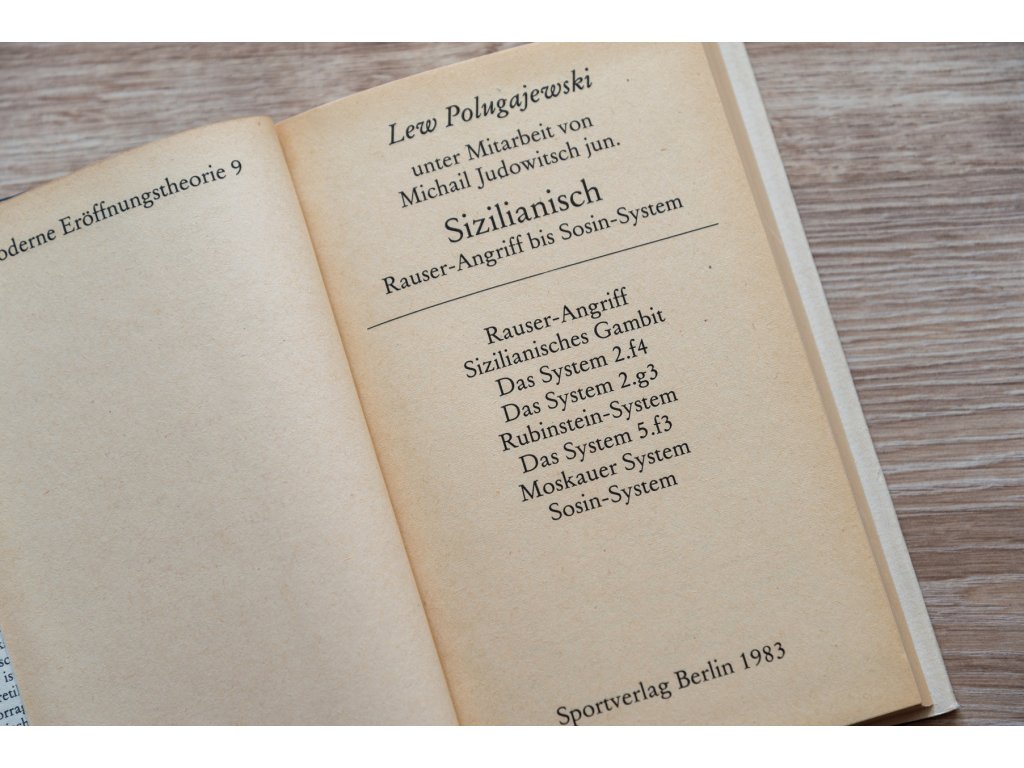 Eröffnungstheorie 9
Lew Polugajewski
unter Mitarbeit von
Michail Judowitsch jun.
Sizilianisch
Rauser-Angriff bis Sosin-System
Rauser-Angriff
Sizilianisches Gambit
Das System 2.f4
Das System 2.g3
Rubinstein-System
Das System 5.f3
Moskauer System
Sosin-System
Sportverlag Berlin 1983